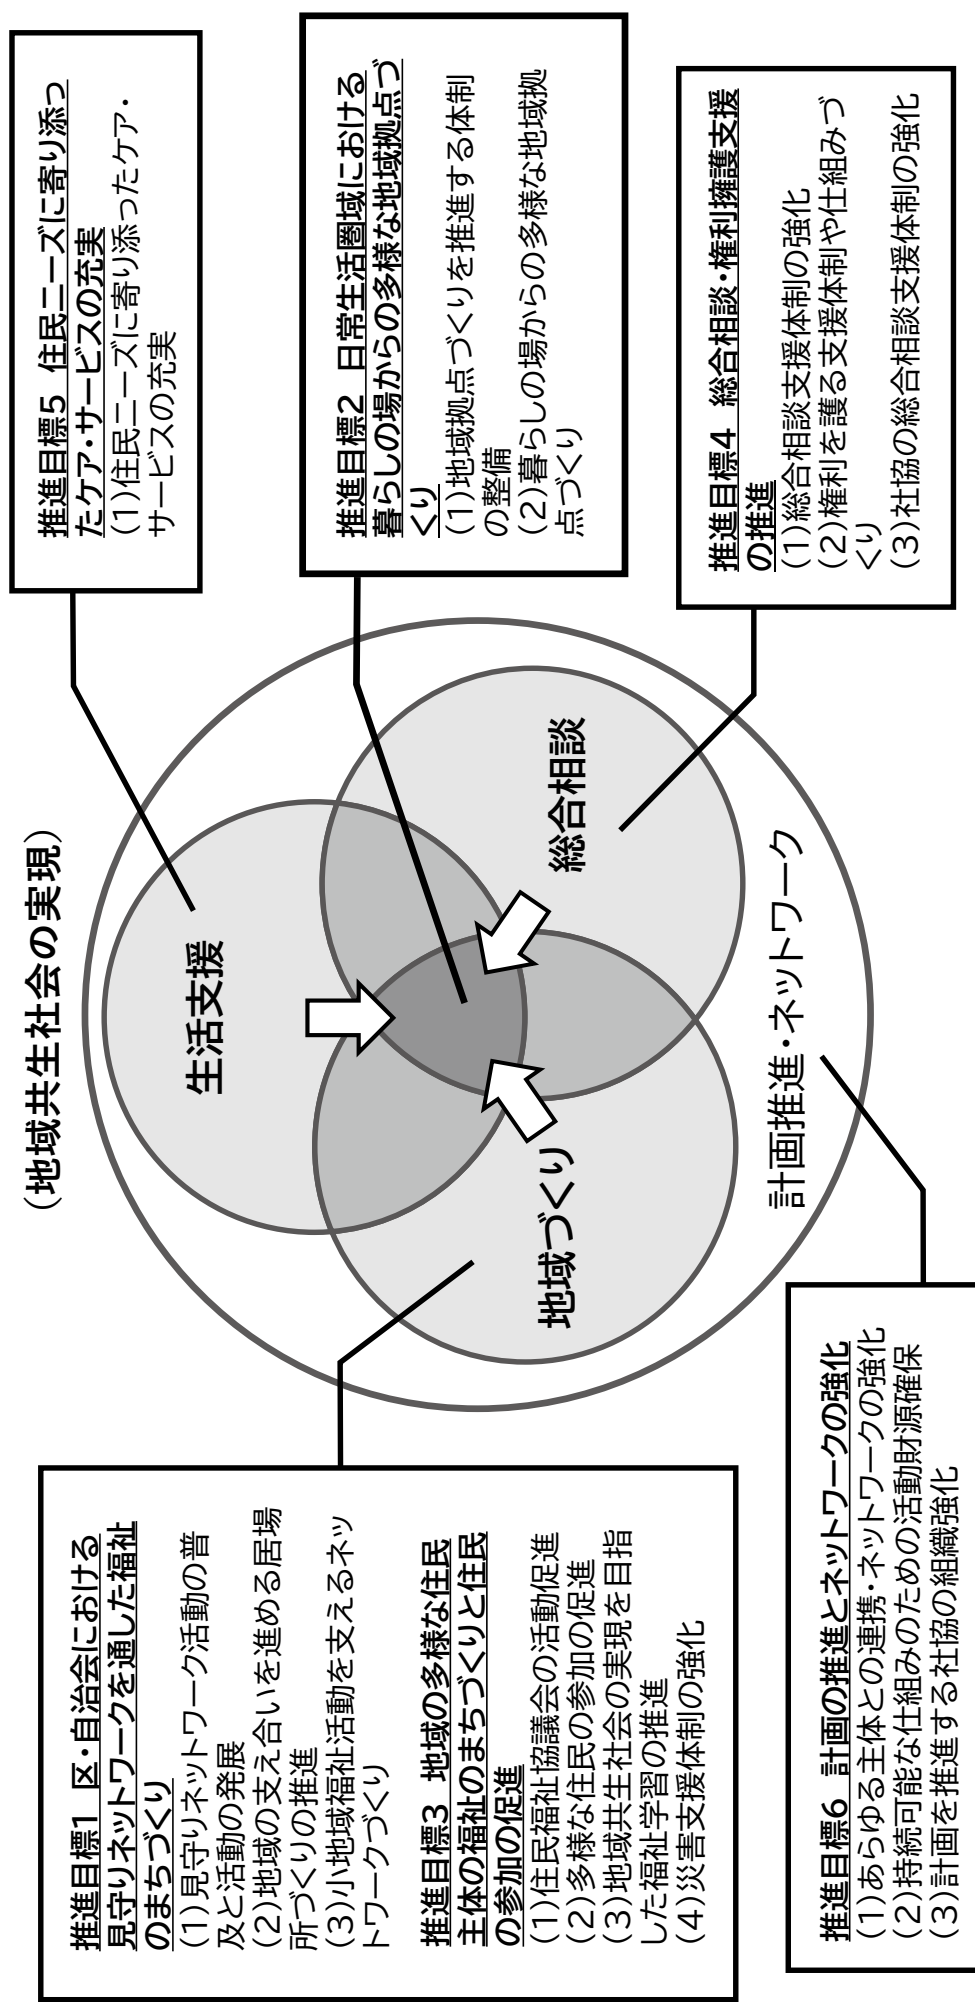 （地域共生社会の実現）
推進目標1　区・自治会における
見守りネットワークを通した福祉
のまちづくり
(1)見守りネットワーク活動の普
及と活動の発展
(2)地域の支え合いを進める居場
所づくりの推進
(3)小地域福祉活動を支えるネッ
トワークづくり
推進目標3　地域の多様な住民
主体の福祉のまちづくりと住民
の参加の促進
(1)住民福祉協議会の活動促進
(2)多様な住民の参加の促進
(3)地域共生社会の実現を目指
した福祉学習の推進
(4)災害支援体制の強化
推進目標6　計画の推進とネットワークの強化
(1)あらゆる主体との連携・ネットワークの強化
(2)持続可能な仕組みのための活動財源確保
(3)計画を推進する社協の組織強化
生活支援
地域づくり
総合相談
計画推進・ネットワーク
推進目標5　住民ニーズに寄り添っ
たケア・サービスの充実
(1)住民ニーズに寄り添ったケア・
サービスの充実
推進目標2　日常生活圏域における
暮らしの場からの多様な地域拠点づ
くり
(1)地域拠点づくりを推進する体制
の整備
(2)暮らしの場からの多様な地域拠
点づくり
推進目標4　総合相談・権利擁護支援
の推進
(1)総合相談支援体制の強化
(2)権利を護る支援体制や仕組みづ
くり
(3)社協の総合相談支援体制の強化